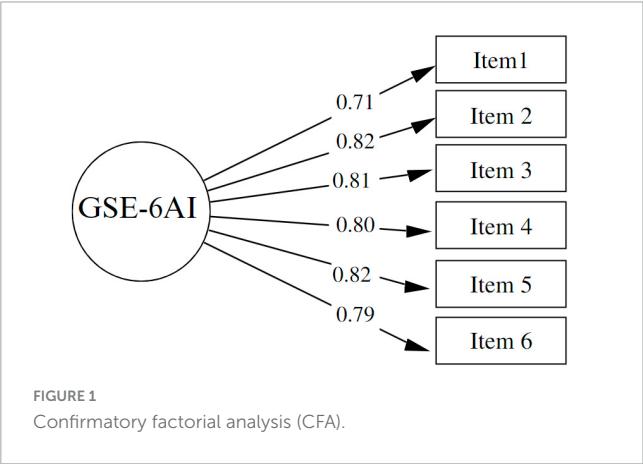 GSE-6AI
0.71
0.82
0.81
0.80
0.82
0.79
Item1
Item 2
Item 3
Item 4
Item 5
Item 6
FIGURE 1
Confirmatory factorial analysis (CFA).